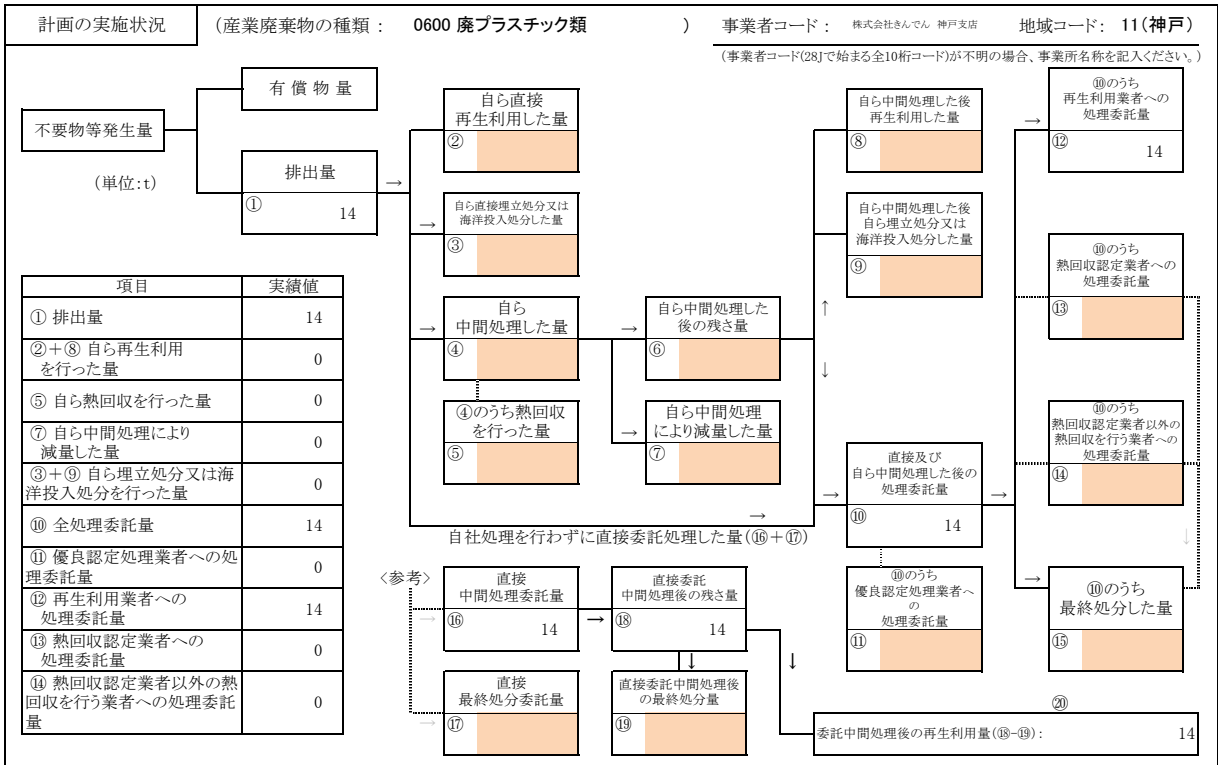 計画の実施状況
(産業廃棄物の種類： 0600 廃プラスチック類 )
事業者コード： 株式会社きんでん 神戸支店
地域コード： 11(神戸)
(事業者コード(28Jで始まる全10桁コード)が不明の場合、事業所名称を記入ください。)
不要物等発生量
有 償 物 量
(単位:t)
排出量
① 14
→
自ら直接
再生利用した量
②
→
自ら直接埋立処分又は
海洋投入処分した量
③
→
自ら
中間処理した量
④
④のうち熱回収
を行った量
⑤
→
自ら中間処理した
後の残さ量
⑥
→
自ら中間処理
により減量した量
⑦
自ら中間処理した後
再生利用した量
⑧
自ら中間処理した後
自ら埋立処分又は
海洋投入処分した量
⑨
↑
↓
→
直接及び
自ら中間処理した後の
処理委託量
⑩ 14
→
⑩のうち
優良認定処理業者へ
の
処理委託量
⑪
→
⑩のうち
再生利用業者への
処理委託量
⑫ 14
⑩のうち
熱回収認定業者への
処理委託量
⑬
⑩のうち
熱回収認定業者以外の
熱回収を行う業者への
処理委託量
⑭
↓
→
⑩のうち
最終処分した量
⑮
→
自社処理を行わずに直接委託処理した量(⑯＋⑰)
項目 実績値
① 排出量 14
②＋⑧ 自ら再生利用
を行った量 0
⑤ 自ら熱回収を行った量 0
⑦ 自ら中間処理により
減量した量 0
③＋⑨ 自ら埋立処分又は海
洋投入処分を行った量 0
⑩ 全処理委託量 14
⑪ 優良認定処理業者への処
理委託量 0
⑫ 再生利用業者への
処理委託量 14
⑬ 熱回収認定業者への
処理委託量 0
⑭ 熱回収認定業者以外の熱
回収を行う業者への処理委託
量 0
〈参考〉
→
直接
中間処理委託量
⑯ 14
→
直接委託
中間処理後の残さ量
⑱ 14
→
直接
最終処分委託量
⑰
↓
直接委託中間処理後
の最終処分量
⑲
↓
⑳
委託中間処理後の再生利用量(⑱-⑲)： 14